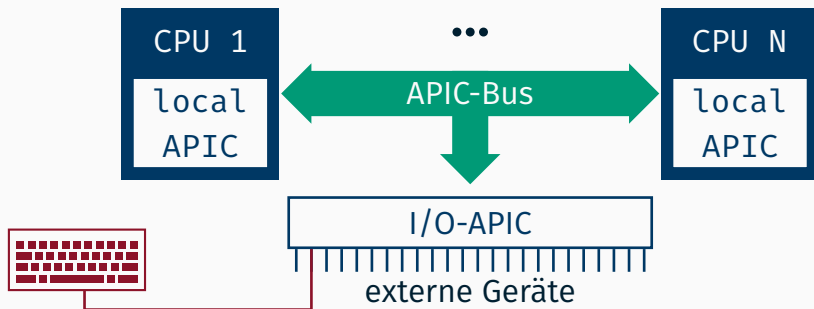 CPU 1
...
CPU N
local
APIC
APIC-Bus
local
APIC
I/O-APIC
externe Geräte